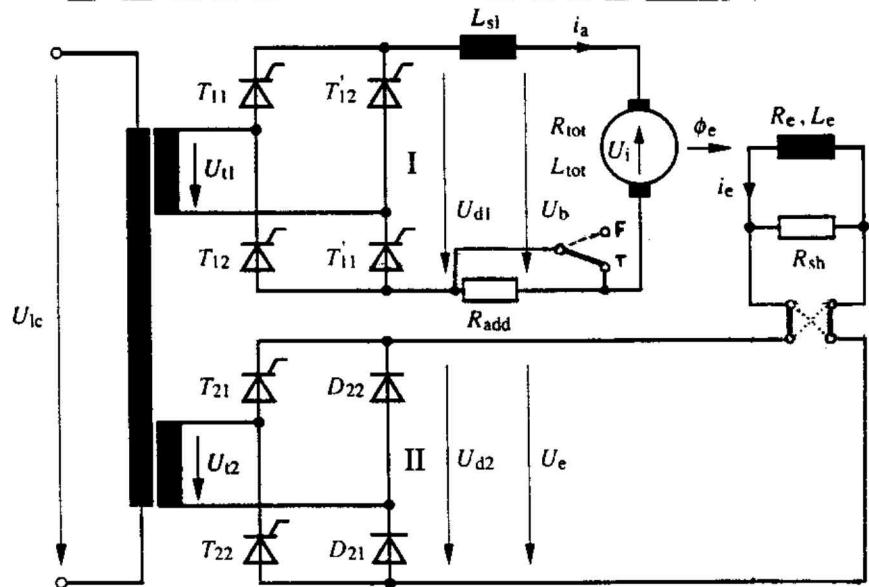 L_s1
i_a
T_11
T'_12
R_e, L_e
R_tot
U_i
ϕ_e
U_t1
I
L_tot
i_e
U_d1
U_b
F
T_12
T'_11
T
R_sh
R_add
U_lc
T_21
D_22
U_t2
II
U_d2
U_e
T_22
D_21